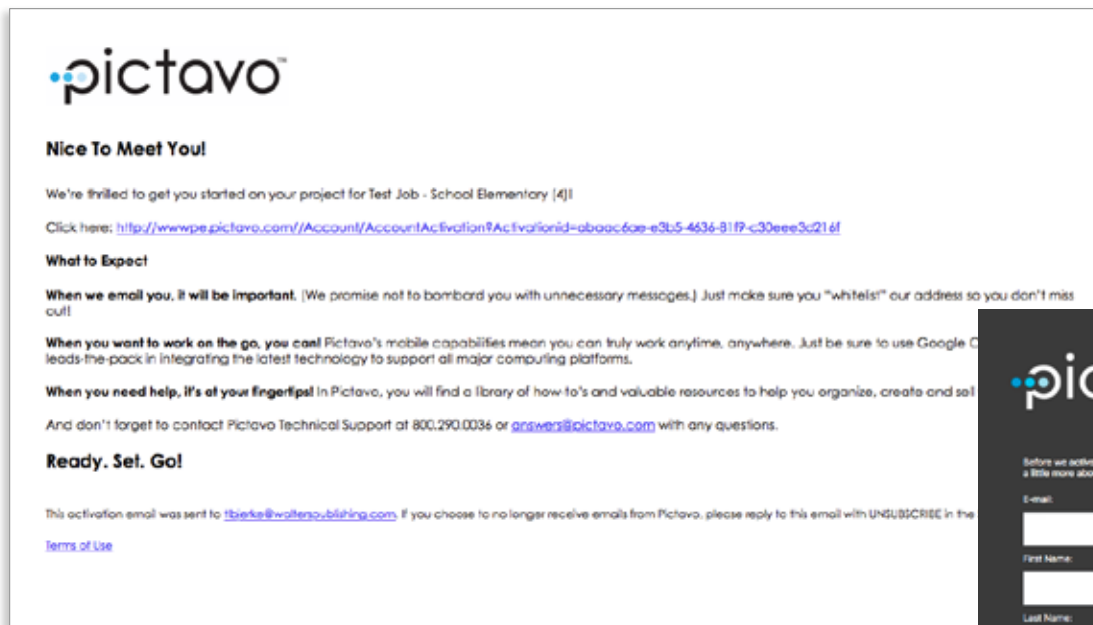 pictavo™
Nice To Meet You!
We're thrilled to get you started on your project for Test Job - School Elementary (4)!
Click here: http://wwwpe.pictavo.com//Account/AccountActivation?Activationid=abaac6ae-e3b5-4636-81f9-c30eee3d216f
What to Expect
When we email you, it will be important. (We promise not to bombard you with unnecessary messages.) Just make sure you "whitelist" our address so you don't miss
out!
When you want to work on the go, you can! Pictavo's mobile capabilities mean you can truly work anytime, anywhere. Just be sure to use Google C
leads-the-pack in integrating the latest technology to support all major computing platforms.
When you need help, it's at your fingertips! In Pictavo, you will find a library of how-to's and valuable resources to help you organize, create and sell
And don't forget to contact Pictavo Technical Support at 800.290.0036 or answers@pictavo.com with any questions.
Ready. Set. Go!
This activation email was sent to tbierke@walterspublishing.com. If you choose to no longer receive emails from Pictavo, please reply to this email with UNSUBSCRIBE in the
Terms of Use
pic
Before we activ
a little more abo
E-mail:
First Name:
Last Name: